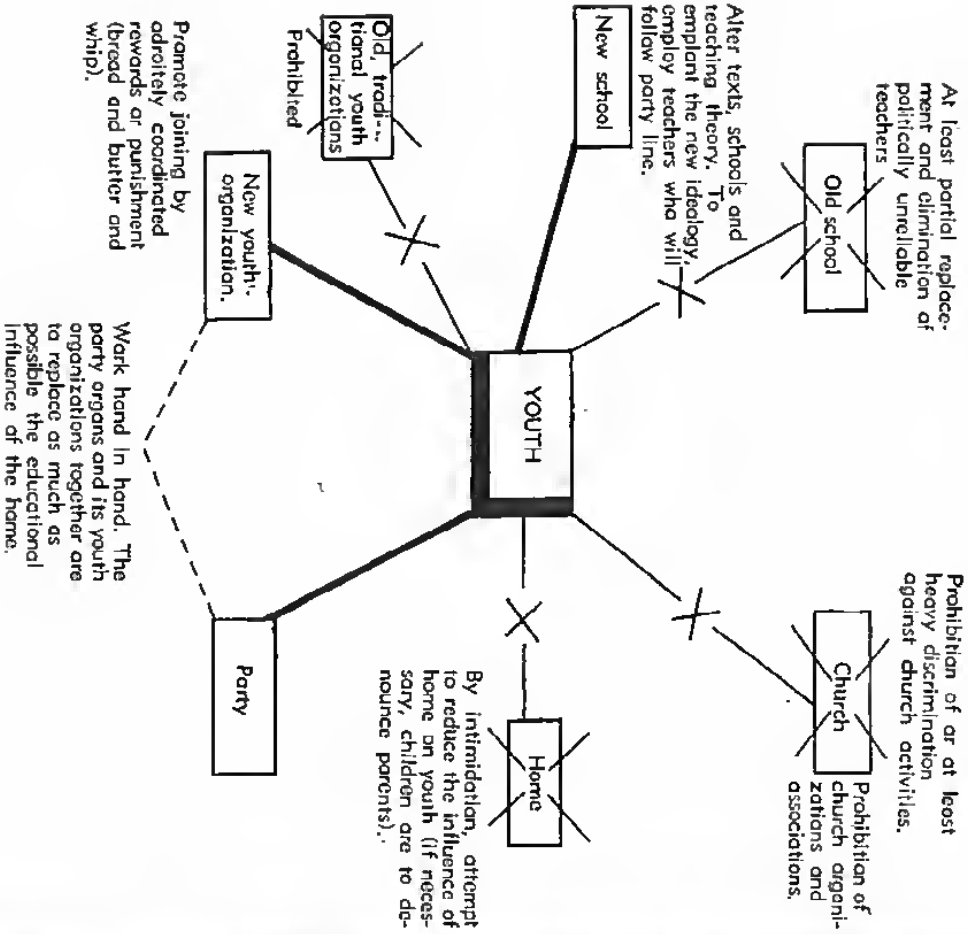 At least partial replace-
ment and elimination of
politically unreliable
teachers
Old school
Prohibition of or at least
heavy discrimination
against church activities.
Church
Prohibition of
church organi-
zations and
associations.
New school
Alter texts, schools and
teaching theory. To
emplant the new ideology,
employ teachers who will
follow party line.
YOUTH
Home
By intimidation, attempt
to reduce the influence of
home on youth (if neces-
sary, children are to de-
nounce parents).
Old, tradi-
tional youth
organizations
Prohibited
New youth
organization.
Promote joining by
adroitely coordinated
rewards or punishment
(bread and butter and
whip).
Work hand in hand. The
party organs and its youth
organizations together are
to replace as much as
possible the educational
influence of the home.
Party